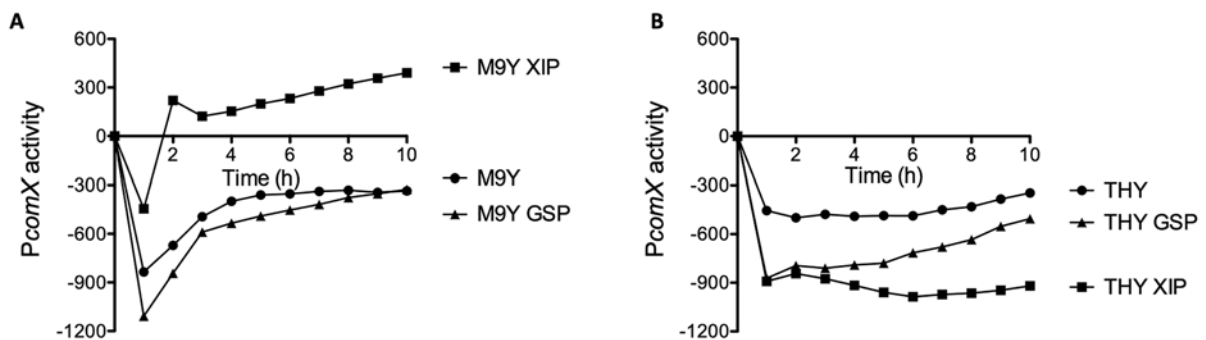 A
PcomX activity
600
300
0
-300
-600
-900
-1200
2
4
6
8
10
Time (h)
M9Y XIP
M9Y
M9Y GSP
B
PcomX activity
600
300
0
-300
-600
-900
-1200
2
4
6
8
10
Time (h)
THY
THY GSP
THY XIP